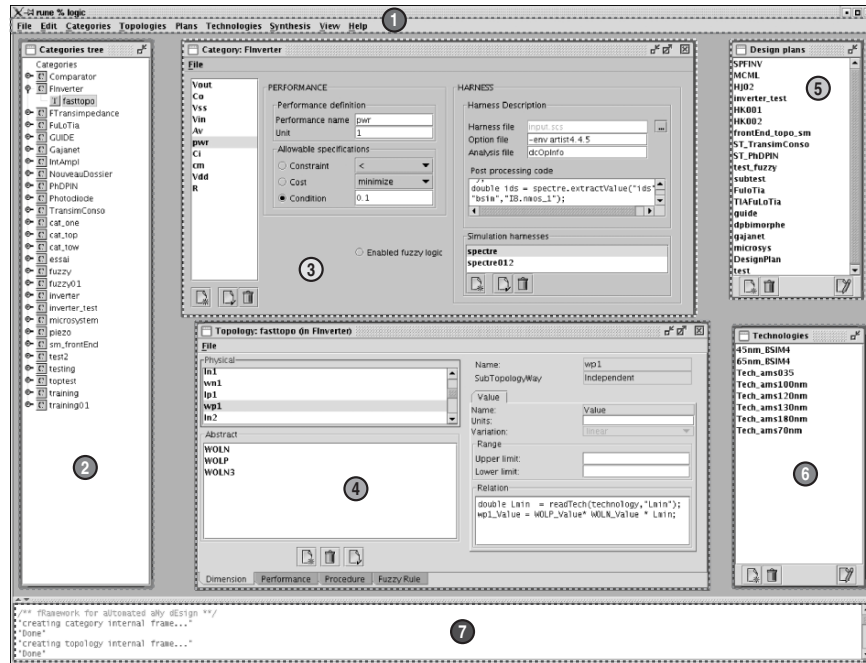 rune % logic
1
File Edit Categories Topologies Plans Technologies Synthesis View Help
Categories tree
Categories
C Comparator
C FInverter
T fasttopo
C FTransimpedance
C FuLoTia
C GUIDE
C Gajanet
C IntAmpl
C NouveauDossier
C PhDPIN
C Photodiode
C TransimConso
C cat_one
C cat_top
C cat_tow
C essai
C fuzzy
C fuzzy01
C inverter
C inverter_test
C microsystem
C piezo
C sm_frontEnd
C test2
C testing
C toptest
C training
C training01
2
Category: FInverter
File
Vout
Co
Vss
Vin
Av
pwr
Ci
cm
Vdd
R
PERFORMANCE
Performance definition
Performance name pwr
Unit 1
Allowable specifications
Constraint <
Cost minimize
Condition 0.1
Enabled fuzzy logic
3
HARNESS
Harness Description
Harness file input.scs ...
Option file -env artist4.4.5
Analysis file dcOpInfo
Post processing code
double ids = spectre.extractValue("ids"
"bsim","I8.nmos_1");
Simulation harnesses
spectre
spectre012
Topology: fasttopo (in FInverter)
File
Physical
ln1
wn1
lp1
wp1
ln2
Abstract
WOLN
WOLP
WOLN3
4
Dimension Performance Procedure Fuzzy Rule
Name: wp1
SubTopologyWay Independent
Value
Name: Value
Units:
Variation: linear
Range
Upper limit:
Lower limit:
Relation
double Lmin = readTech(technology,"Lmin");
wp1_Value = WOLP_Value* WOLN_Value * Lmin;
Design plans
SPFINV
MCML
HJ02
inverter_test
HK001
HK002
frontEnd_topo_sm
ST_TransimConso
ST_PhDPIN
test_fuzzy
subtest
FuloTia
TIAFuLoTia
guide
dpbimorphe
gajanet
microsys
DesignPlan
test
5
Technologies
45nm_BSIM4
65nm_BSIM4
Tech_ams035
Tech_ams100nm
Tech_ams120nm
Tech_ams130nm
Tech_ams180nm
Tech_ams70nm
6
/** fRamework for aUtomated aNy dEsign **/
"creating category internal frame..."
"Done"
"creating topology internal frame..."
"Done"
7